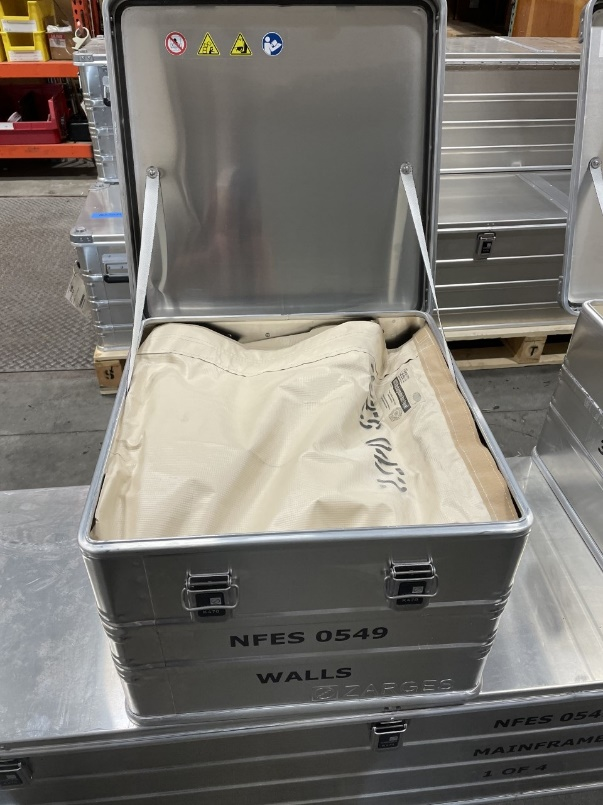 NFES 0549
WALLS
ZARGES
NFES 054
MAINFRAME
1 OF 4